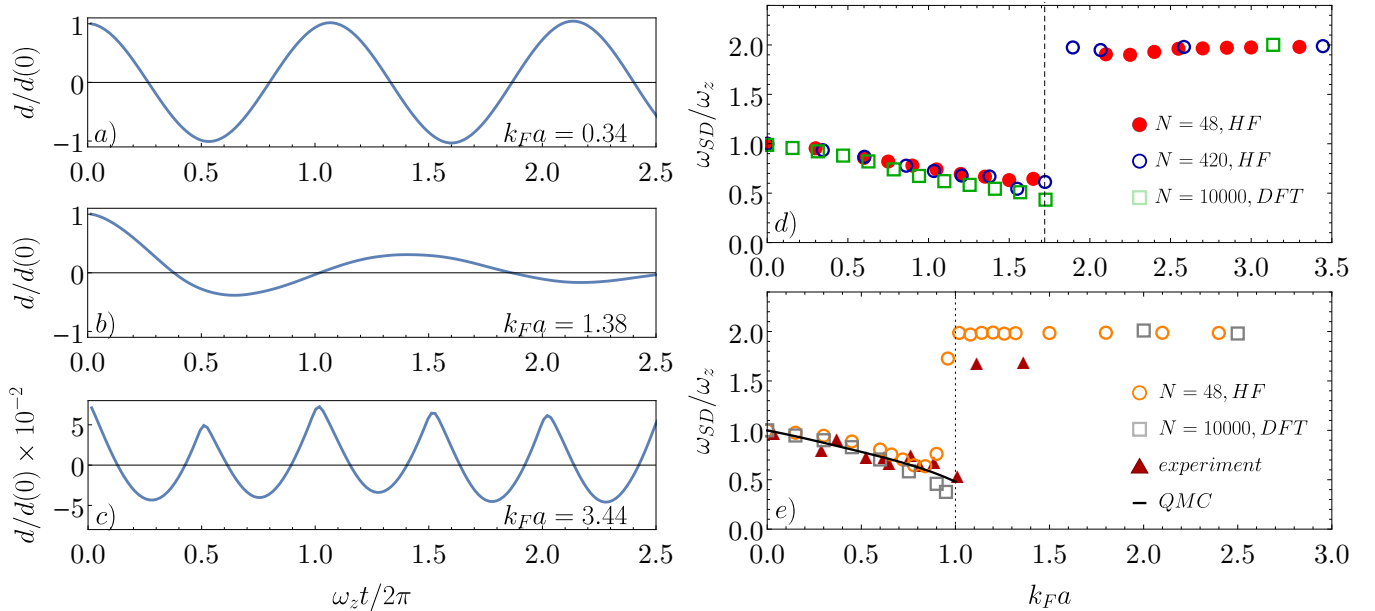 d/d(0)
1
0
−1
a)
k_F a = 0.34
0.0 0.5 1.0 1.5 2.0 2.5
d/d(0)
1
0
−1
b)
k_F a = 1.38
0.0 0.5 1.0 1.5 2.0 2.5
d/d(0) × 10⁻²
5
0
−5
c)
k_F a = 3.44
0.0 0.5 1.0 1.5 2.0 2.5
ω_z t/2π
ω_SD/ω_z
2.0
1.5
1.0
0.5
0.0
N = 48, HF
N = 420, HF
N = 10000, DFT
d)
0.0 0.5 1.0 1.5 2.0 2.5 3.0 3.5
ω_SD/ω_z
2.0
1.5
1.0
0.5
0.0
N = 48, HF
N = 10000, DFT
experiment
QMC
e)
0.0 0.5 1.0 1.5 2.0 2.5 3.0
k_F a